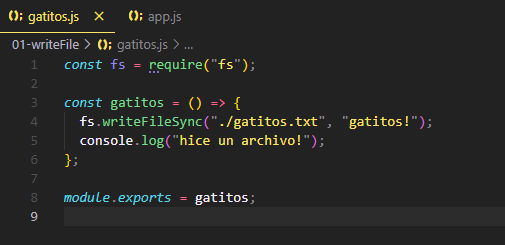 gatitos.js × app.js
01-writeFile > gatitos.js > ...
1 const fs = require("fs");
2
3 const gatitos = () => {
4 fs.writeFileSync("./gatitos.txt", "gatitos!");
5 console.log("hice un archivo!");
6 };
7
8 module.exports = gatitos;
9